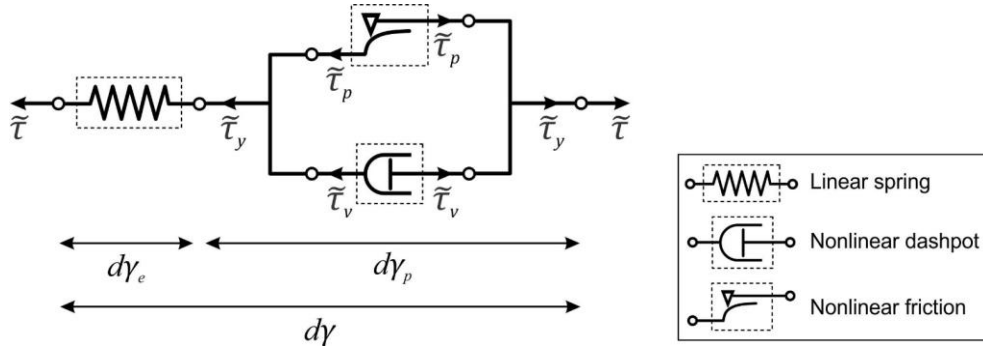 τ̃_p
τ̃_p
τ̃ τ̃_y τ̃_y τ̃
τ̃_v τ̃_v
Linear spring
Nonlinear dashpot
Nonlinear friction
dγ_e dγ_p
dγ